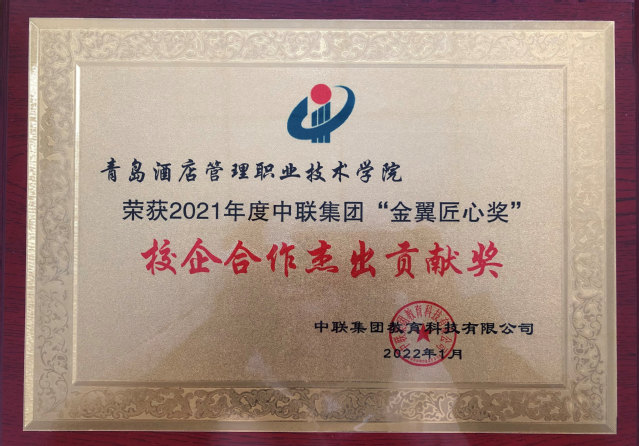 青岛酒店管理职业技术学院
荣获2021年度中联集团“金翼匠心奖”
校企合作杰出贡献奖
中联集团教育科技有限公司
2022年1月